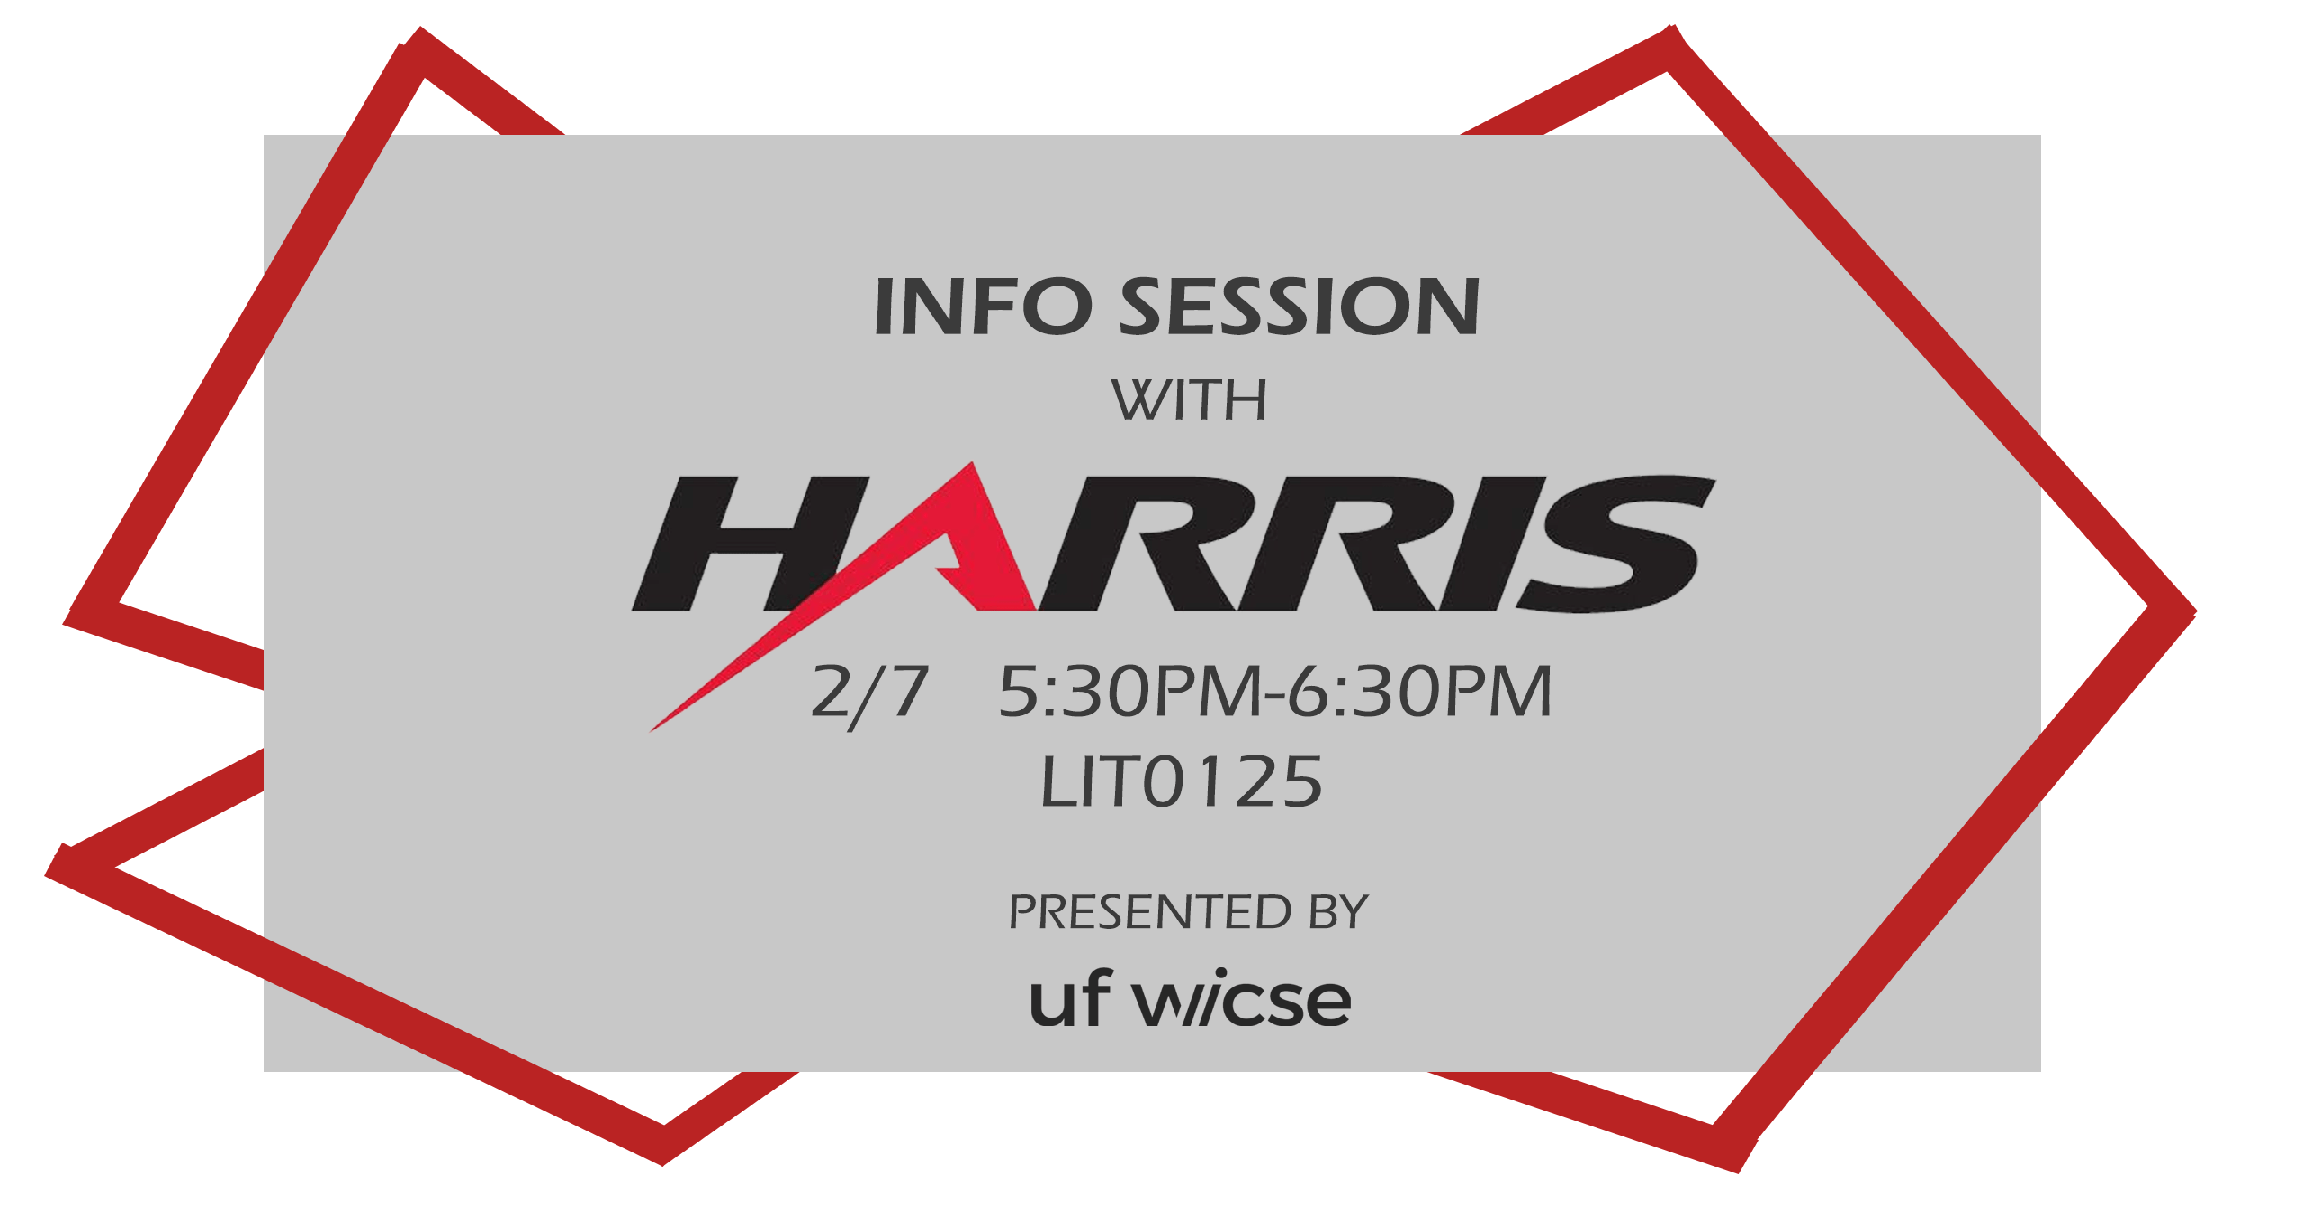 INFO SESSION
WITH
HARRIS
2/7 5:30PM-6:30PM
LIT0125
PRESENTED BY
uf wicse